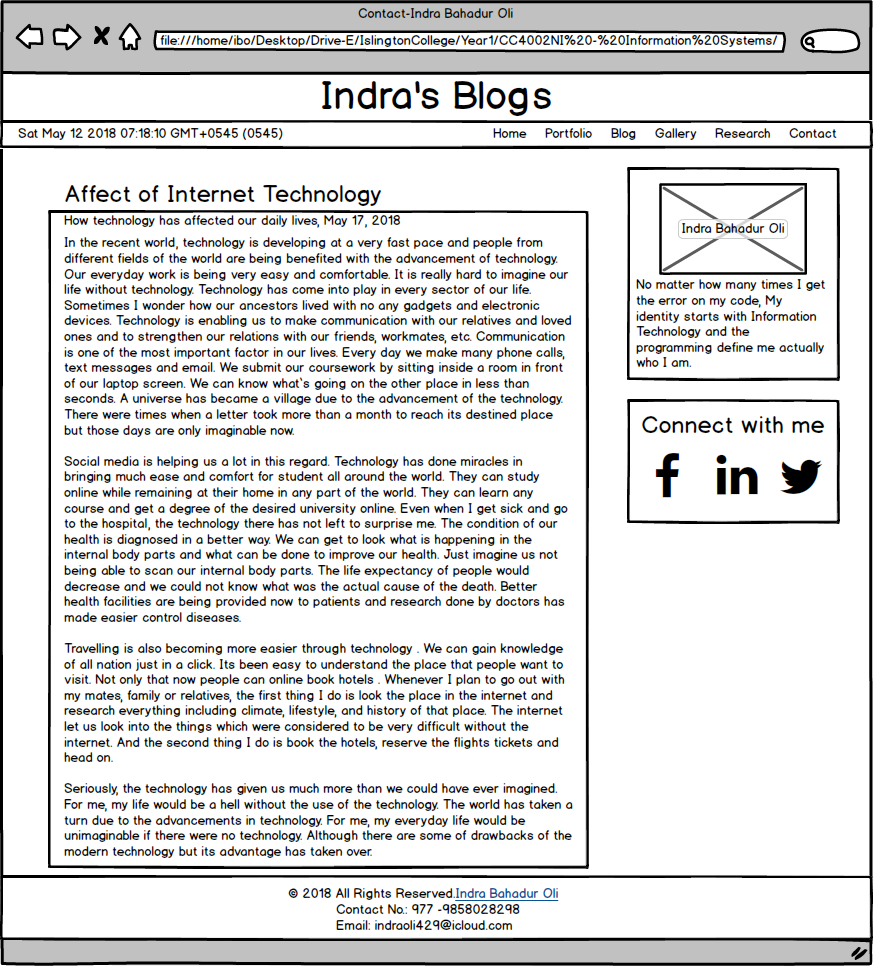 Contact-Indra Bahadur Oli
file:///home/ibo/Desktop/Drive-E/IslingtonCollege/Year1/CC4002NI%20-%20Information%20Systems/
Indra's Blogs
Sat May 12 2018 07:18:10 GMT+0545 (0545)
Home Portfolio Blog Gallery Research Contact
Affect of Internet Technology
How technology has affected our daily lives, May 17, 2018
In the recent world, technology is developing at a very fast pace and people from
different fields of the world are being benefited with the advancement of technology.
Our everyday work is being very easy and comfortable. It is really hard to imagine our
life without technology. Technology has come into play in every sector of our life.
Sometimes I wonder how our ancestors lived with no any gadgets and electronic
devices. Technology is enabling us to make communication with our relatives and loved
ones and to strengthen our relations with our friends, workmates, etc. Communication
is one of the most important factor in our lives. Every day we make many phone calls,
text messages and email. We submit our coursework by sitting inside a room in front
of our laptop screen. We can know what`s going on the other place in less than
seconds. A universe has became a village due to the advancement of the technology.
There were times when a letter took more than a month to reach its destined place
but those days are only imaginable now.
Social media is helping us a lot in this regard. Technology has done miracles in
bringing much ease and comfort for student all around the world. They can study
online while remaining at their home in any part of the world. They can learn any
course and get a degree of the desired university online. Even when I get sick and go
to the hospital, the technology there has not left to surprise me. The condition of our
health is diagnosed in a better way. We can get to look what is happening in the
internal body parts and what can be done to improve our health. Just imagine us not
being able to scan our internal body parts. The life expectancy of people would
decrease and we could not know what was the actual cause of the death. Better
health facilities are being provided now to patients and research done by doctors has
made easier control diseases.
Travelling is also becoming more easier through technology . We can gain knowledge
of all nation just in a click. Its been easy to understand the place that people want to
visit. Not only that now people can online book hotels . Whenever I plan to go out with
my mates, family or relatives, the first thing I do is look the place in the internet and
research everything including climate, lifestyle, and history of that place. The internet
let us look into the things which were considered to be very difficult without the
internet. And the second thing I do is book the hotels, reserve the flights tickets and
head on.
Seriously, the technology has given us much more than we could have ever imagined.
For me, my life would be a hell without the use of the technology. The world has taken a
turn due to the advancements in technology. For me, my everyday life would be
unimaginable if there were no technology. Although there are some of drawbacks of the
modern technology but its advantage has taken over.
Indra Bahadur Oli
No matter how many times I get
the error on my code, My
identity starts with Information
Technology and the
programming define me actually
who I am.
Connect with me
f in
© 2018 All Rights Reserved.Indra Bahadur Oli
Contact No.: 977 -9858028298
Email: indraoli429@icloud.com